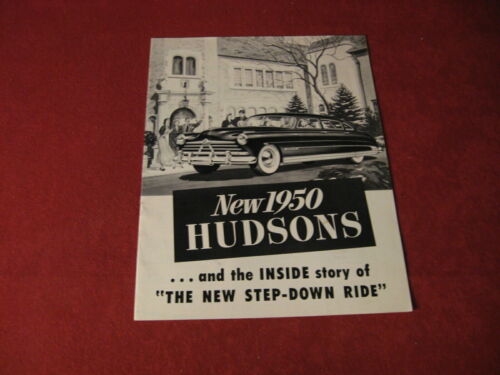 New 1950
HUDSONS
... and the INSIDE story of
"THE NEW STEP-DOWN RIDE"